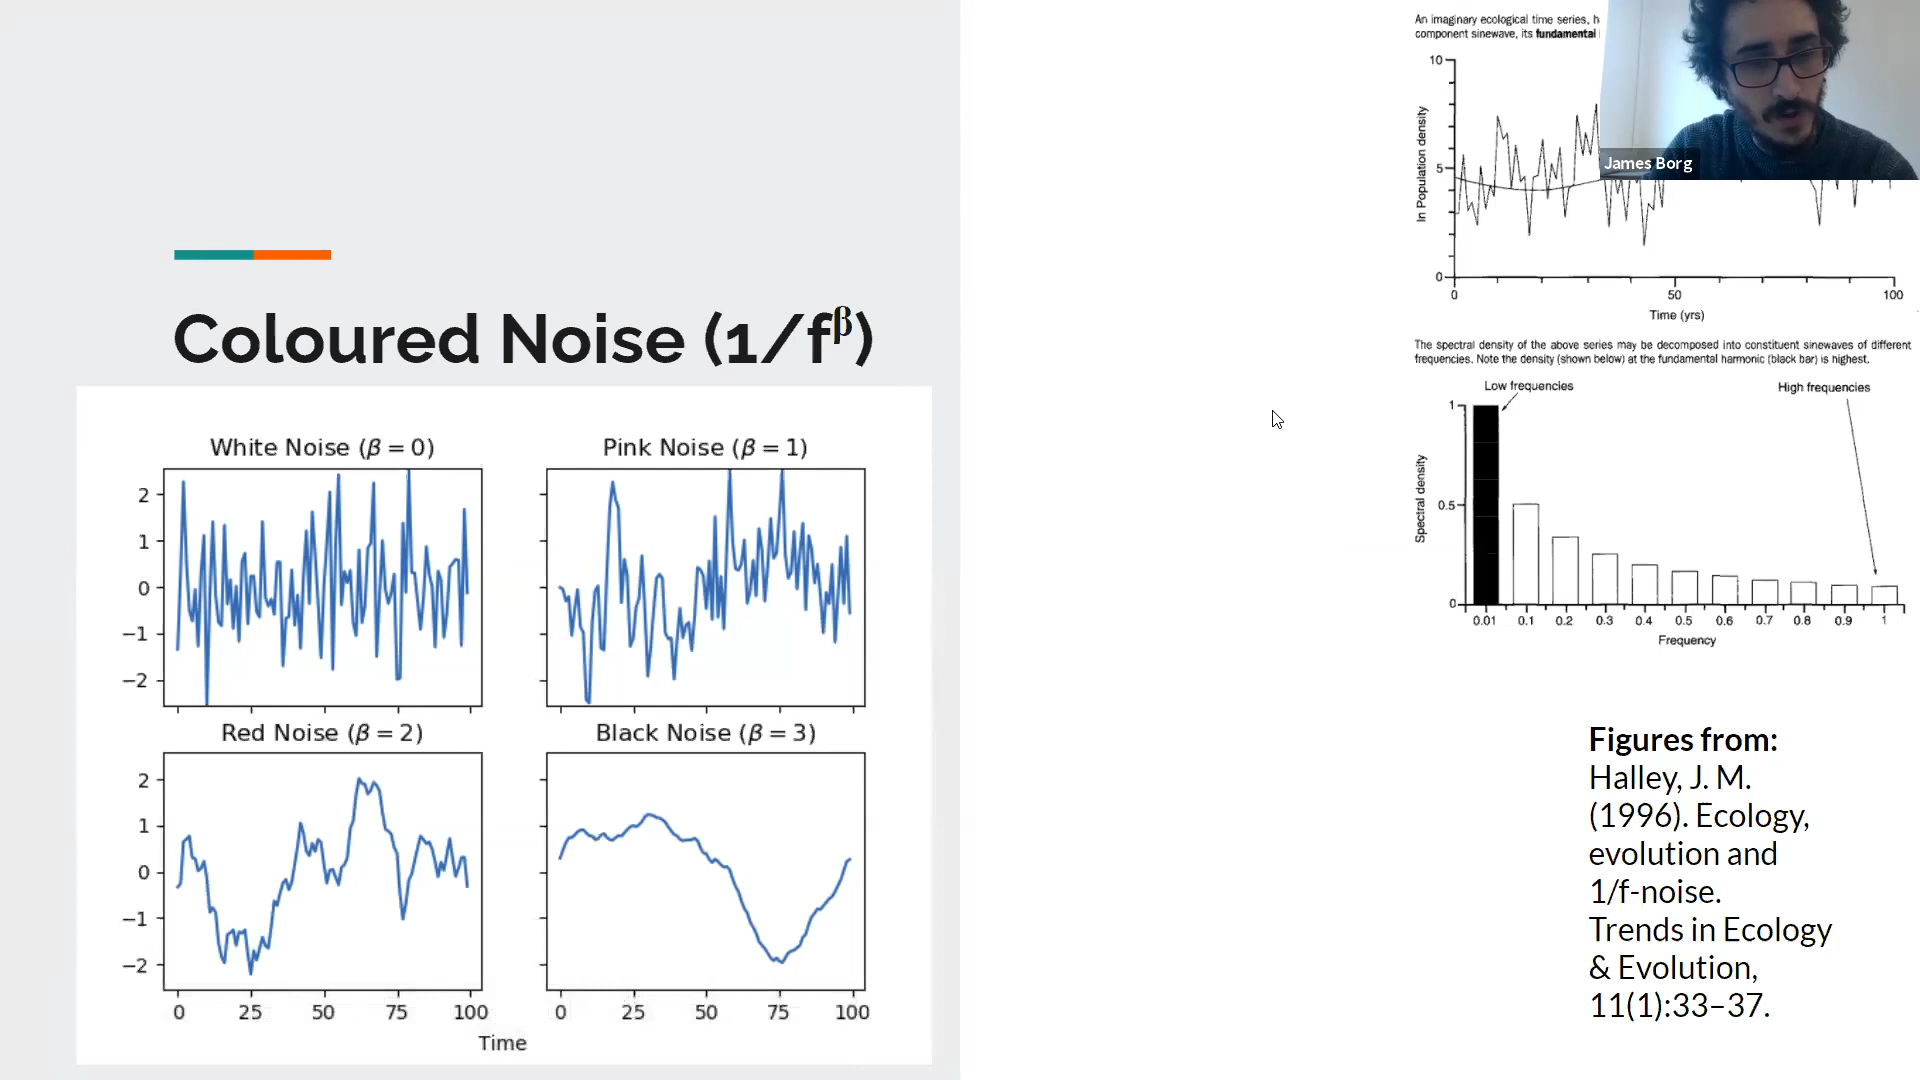 Coloured Noise (1/fᵝ)
White Noise (β = 0)
Pink Noise (β = 1)
2
1
0
−1
−2
Red Noise (β = 2)
Black Noise (β = 3)
2
1
0
−1
−2
0 25 50 75 100
0 25 50 75 100
Time
An imaginary ecological time series, h
component sinewave, its fundamental
James Borg
ln Population density
10
5
0
0 50 100
Time (yrs)
The spectral density of the above series may be decomposed into constituent sinewaves of different
frequencies. Note the density (shown below) at the fundamental harmonic (black bar) is highest.
Low frequencies
High frequencies
Spectral density
1
0.5
0
0.01 0.1 0.2 0.3 0.4 0.5 0.6 0.7 0.8 0.9 1
Frequency
Figures from:
Halley, J. M.
(1996). Ecology,
evolution and
1/f-noise.
Trends in Ecology
& Evolution,
11(1):33–37.